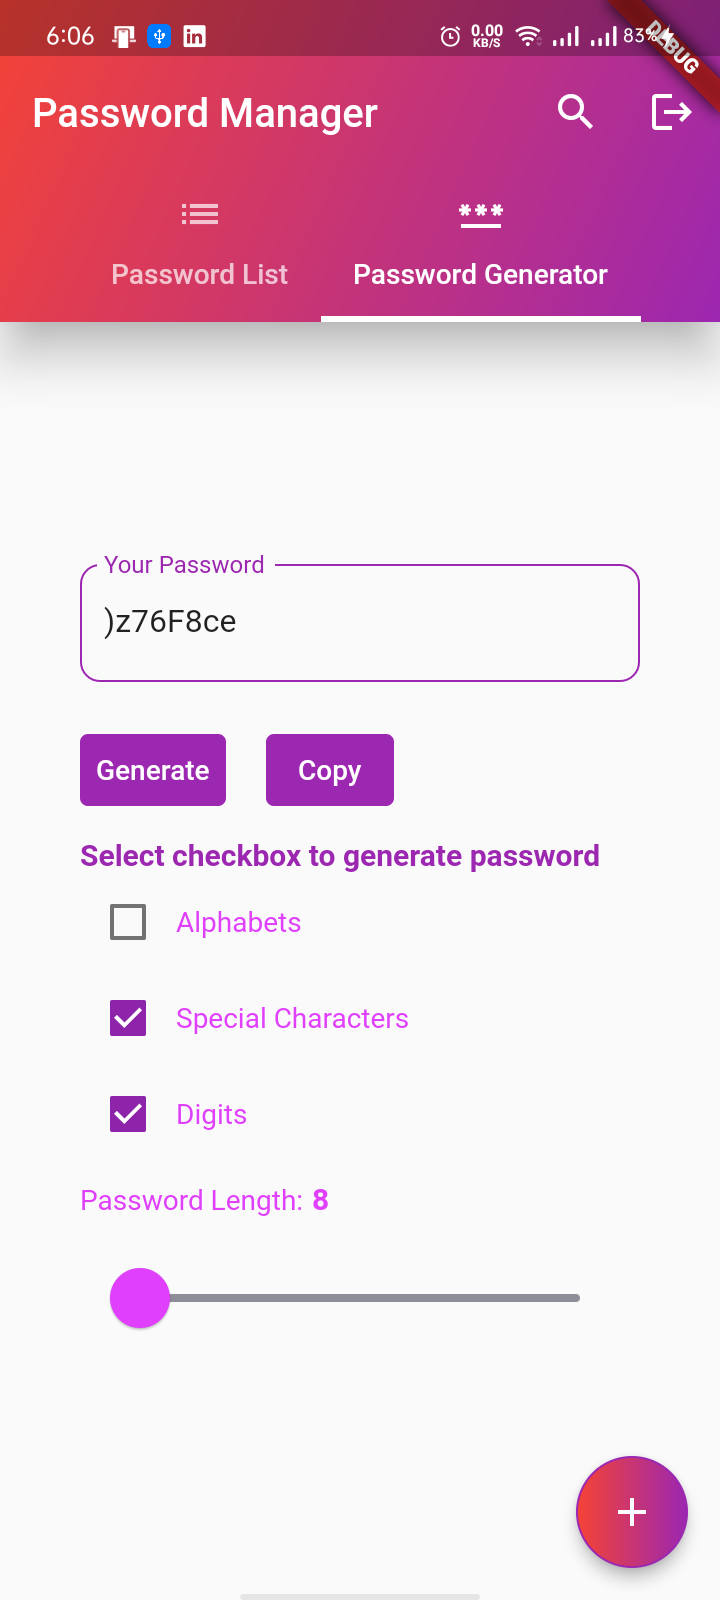 6:06 0.00 KB/S 83%
DEBUG
Password Manager
Password List Password Generator
Your Password
)z76F8ce
Generate Copy
Select checkbox to generate password
Alphabets
Special Characters
Digits
Password Length: 8